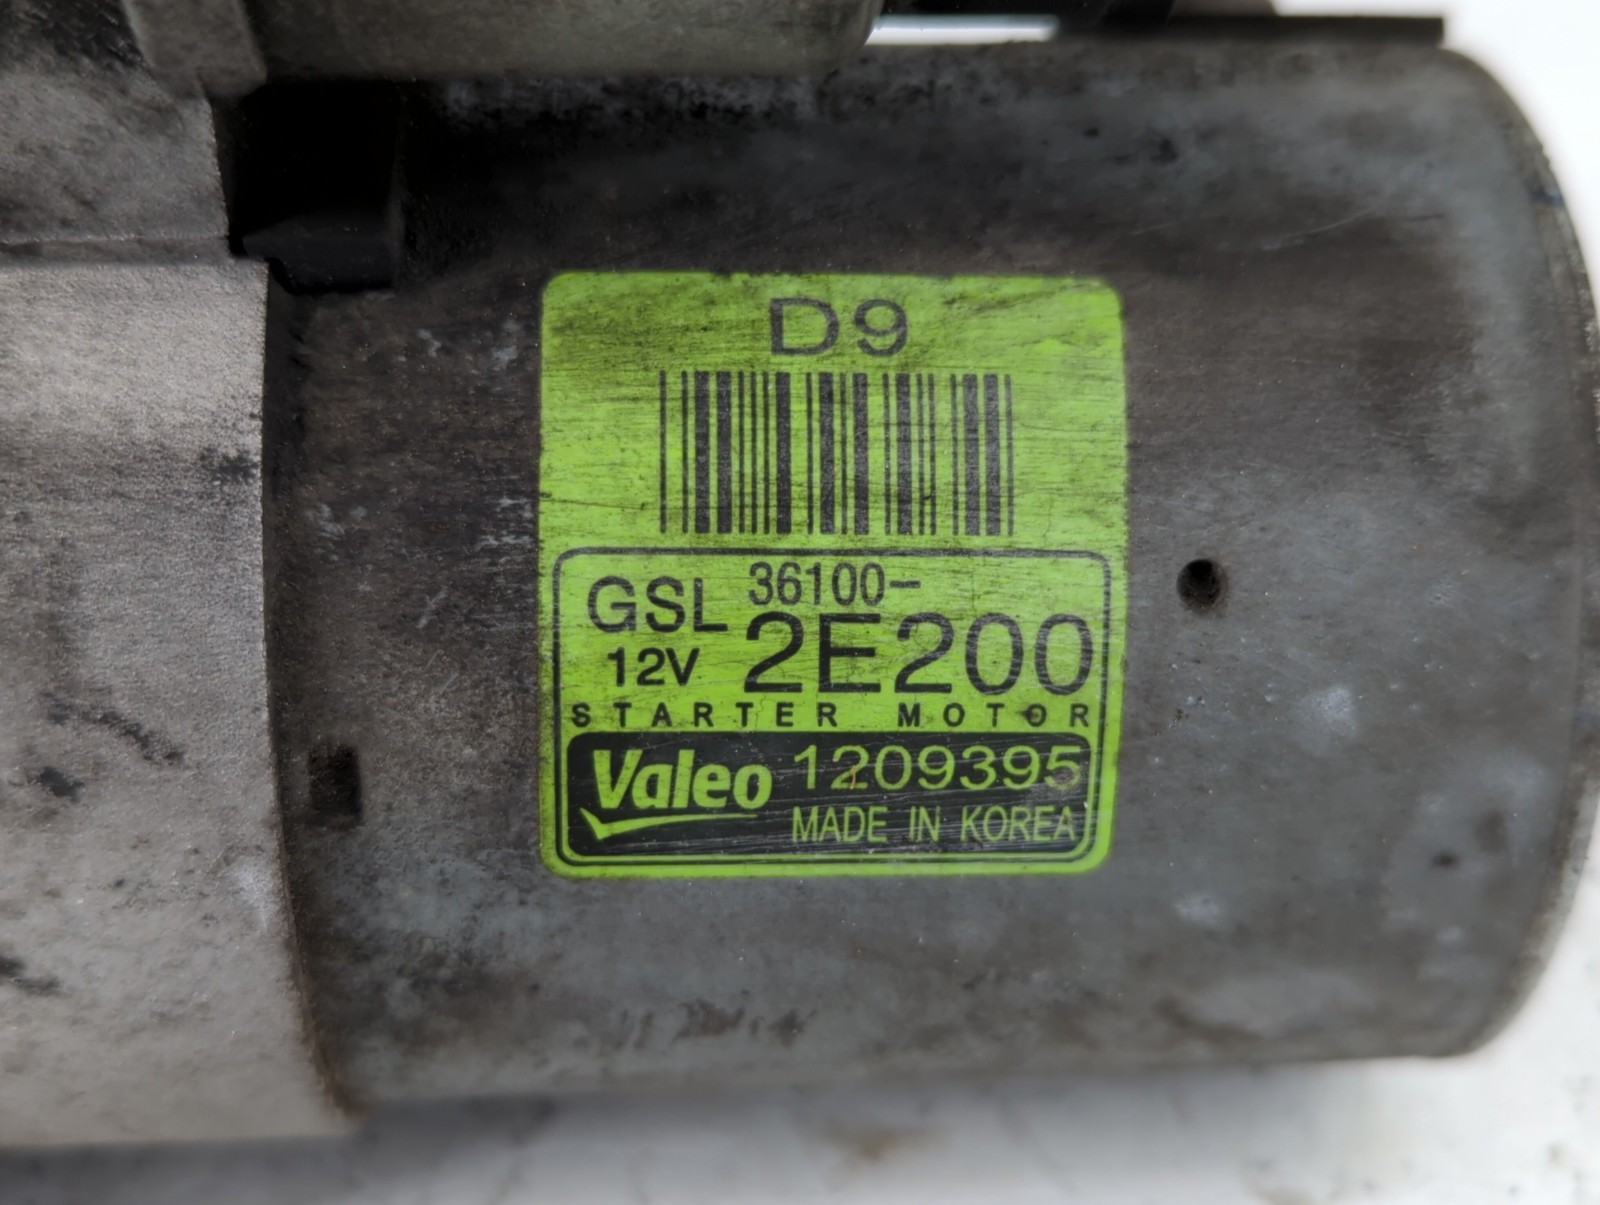 D9
GSL 36100-
12V 2E200
STARTER MOTOR
Valeo 1209395
MADE IN KOREA